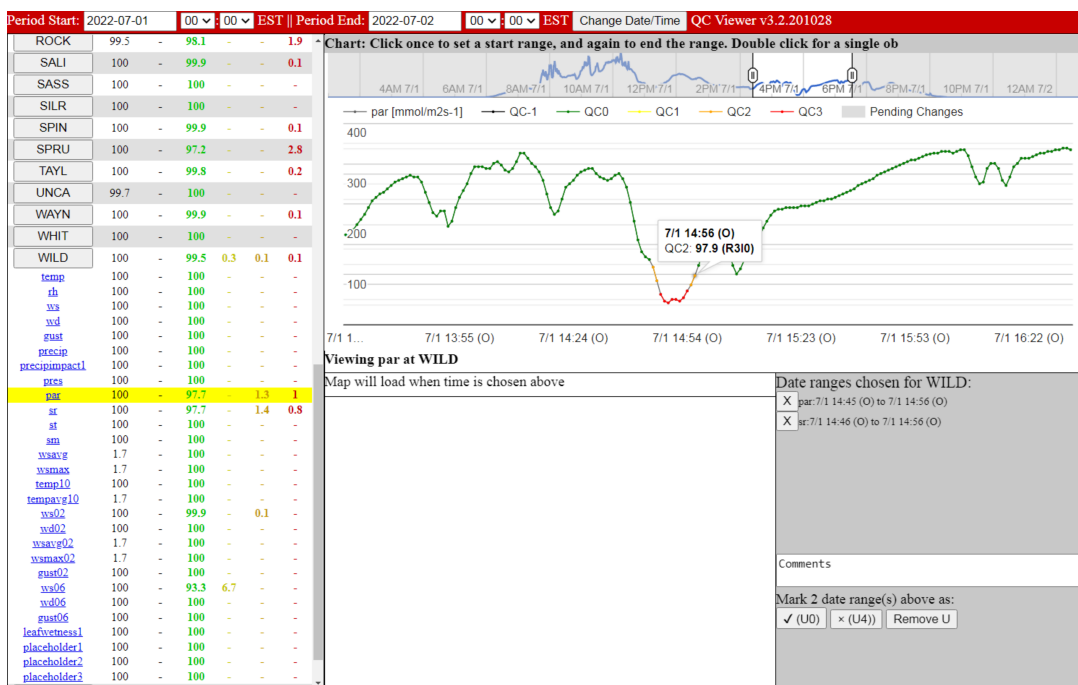 Period Start: 2022-07-01 00 : 00 EST || Period End: 2022-07-02 00 : 00 EST Change Date/Time QC Viewer v3.2.201028
ROCK 99.5 - 98.1 - - 1.9
SALI 100 - 99.9 - - 0.1
SASS 100 - 100 - - -
SILR 100 - 100 - - -
SPIN 100 - 99.9 - - 0.1
SPRU 100 - 97.2 - - 2.8
TAYL 100 - 99.8 - - 0.2
UNCA 99.7 - 100 - - -
WAYN 100 - 99.9 - - 0.1
WHIT 100 - 100 - - -
WILD 100 - 99.5 0.3 0.1 0.1
temp 100 - 100 - - -
rh 100 - 100 - - -
ws 100 - 100 - - -
wd 100 - 100 - - -
gust 100 - 100 - - -
precip 100 - 100 - - -
precipimpact1 100 - 100 - - -
pres 100 - 100 - - -
par 100 - 97.7 - 1.3 1
sr 100 - 97.7 - 1.4 0.8
st 100 - 100 - - -
sm 100 - 100 - - -
wsavg 1.7 - 100 - - -
wsmax 1.7 - 100 - - -
temp10 100 - 100 - - -
tempavg10 1.7 - 100 - - -
ws02 100 - 99.9 - 0.1 -
wd02 100 - 100 - - -
wsavg02 1.7 - 100 - - -
wsmax02 1.7 - 100 - - -
gust02 100 - 100 - - -
ws06 100 - 93.3 6.7 - -
wd06 100 - 100 - - -
gust06 100 - 100 - - -
leafwetness1 100 - 100 - - -
placeholder1 100 - 100 - - -
placeholder2 100 - 100 - - -
placeholder3 100 - 100 - - -
Chart: Click once to set a start range, and again to end the range. Double click for a single ob
4AM 7/1 6AM 7/1 8AM 7/1 10AM 7/1 12PM 7/1 2PM 7/1 4PM 7/1 6PM 7/1 8PM 7/1 10PM 7/1 12AM 7/2
par [mmol/m2s-1] QC-1 QC0 QC1 QC2 QC3 Pending Changes
400
300
200
100
7/1 14:56 (O)
QC2: 97.9 (R3I0)
7/1 1... 7/1 13:55 (O) 7/1 14:24 (O) 7/1 14:54 (O) 7/1 15:23 (O) 7/1 15:53 (O) 7/1 16:22 (O)
Viewing par at WILD
Map will load when time is chosen above
Date ranges chosen for WILD:
X par:7/1 14:45 (O) to 7/1 14:56 (O)
X sr:7/1 14:46 (O) to 7/1 14:56 (O)
Comments
Mark 2 date range(s) above as:
✓ (U0) × (U4)) Remove U